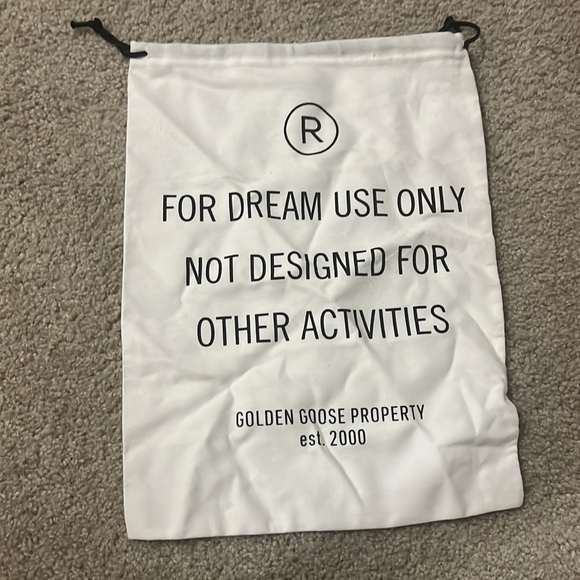 ®
FOR DREAM USE ONLY
NOT DESIGNED FOR
OTHER ACTIVITIES
GOLDEN GOOSE PROPERTY
est. 2000